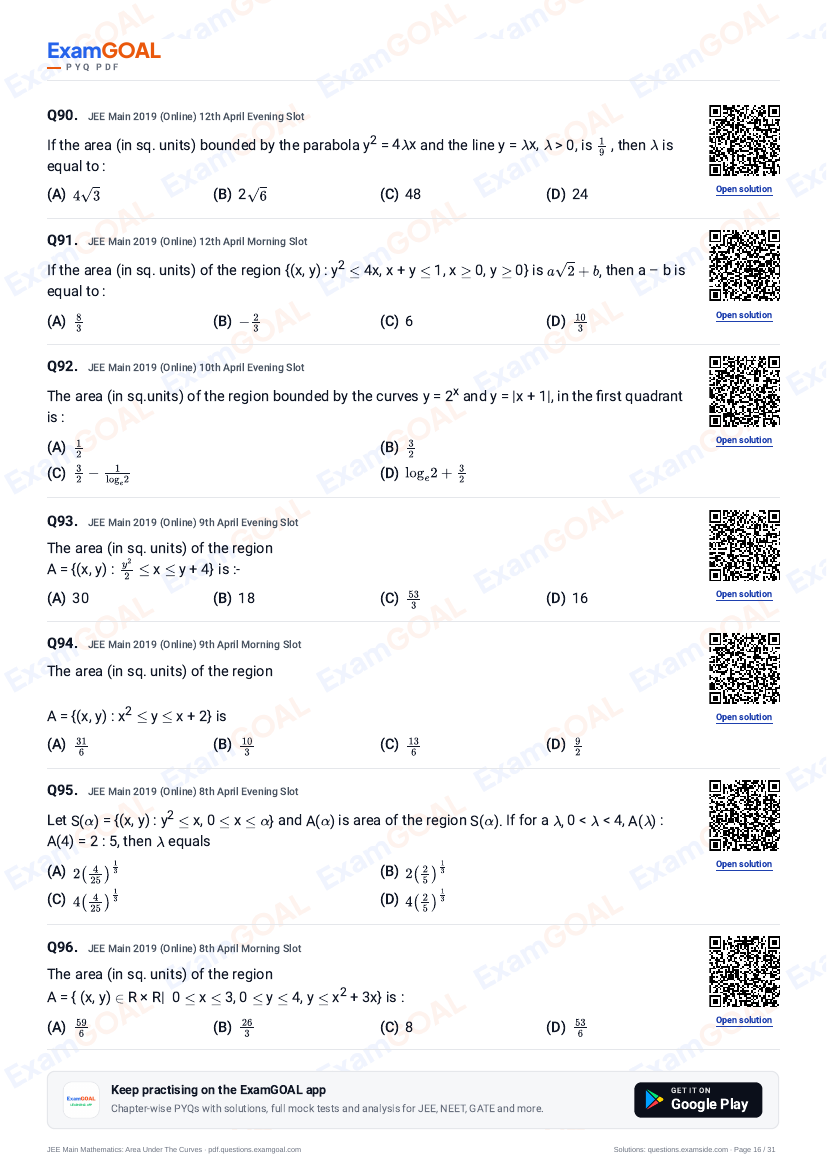 ExamGOAL
PYQ PDF
Q90. JEE Main 2019 (Online) 12th April Evening Slot
If the area (in sq. units) bounded by the parabola y² = 4λx and the line y = λx, λ > 0, is 1/9 , then λ is
equal to :
(A) 4√3 (B) 2√6 (C) 48 (D) 24
Open solution
Q91. JEE Main 2019 (Online) 12th April Morning Slot
If the area (in sq. units) of the region {(x, y) : y² ≤ 4x, x + y ≤ 1, x ≥ 0, y ≥ 0} is a√2 + b, then a – b is
equal to :
(A) 8/3 (B) −2/3 (C) 6 (D) 10/3
Open solution
Q92. JEE Main 2019 (Online) 10th April Evening Slot
The area (in sq.units) of the region bounded by the curves y = 2ˣ and y = |x + 1|, in the first quadrant
is :
(A) 1/2 (B) 3/2
(C) 3/2 − 1/logₑ2 (D) logₑ2 + 3/2
Open solution
Q93. JEE Main 2019 (Online) 9th April Evening Slot
The area (in sq. units) of the region
A = {(x, y) : y²/2 ≤ x ≤ y + 4} is :-
(A) 30 (B) 18 (C) 53/3 (D) 16
Open solution
Q94. JEE Main 2019 (Online) 9th April Morning Slot
The area (in sq. units) of the region
A = {(x, y) : x² ≤ y ≤ x + 2} is
(A) 31/6 (B) 10/3 (C) 13/6 (D) 9/2
Open solution
Q95. JEE Main 2019 (Online) 8th April Evening Slot
Let S(α) = {(x, y) : y² ≤ x, 0 ≤ x ≤ α} and A(α) is area of the region S(α). If for a λ, 0 < λ < 4, A(λ) :
A(4) = 2 : 5, then λ equals
(A) 2(4/25)^(1/3) (B) 2(2/5)^(1/3)
(C) 4(4/25)^(1/3) (D) 4(2/5)^(1/3)
Open solution
Q96. JEE Main 2019 (Online) 8th April Morning Slot
The area (in sq. units) of the region
A = { (x, y) ∈ R × R| 0 ≤ x ≤ 3, 0 ≤ y ≤ 4, y ≤ x² + 3x} is :
(A) 59/6 (B) 26/3 (C) 8 (D) 53/6
Open solution
ExamGOAL
Keep practising on the ExamGOAL app
Chapter-wise PYQs with solutions, full mock tests and analysis for JEE, NEET, GATE and more.
GET IT ON
Google Play
JEE Main Mathematics: Area Under The Curves · pdf.questions.examgoal.com
Solutions: questions.examside.com · Page 16 / 31